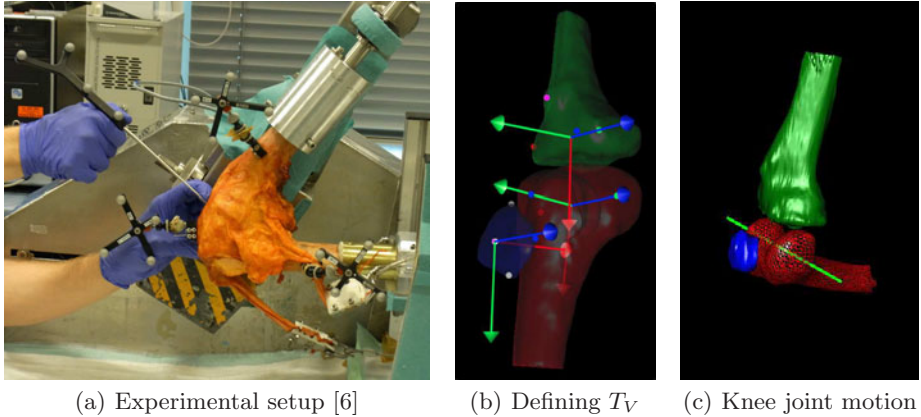 (a) Experimental setup [6]
(b) Defining T_V
(c) Knee joint motion